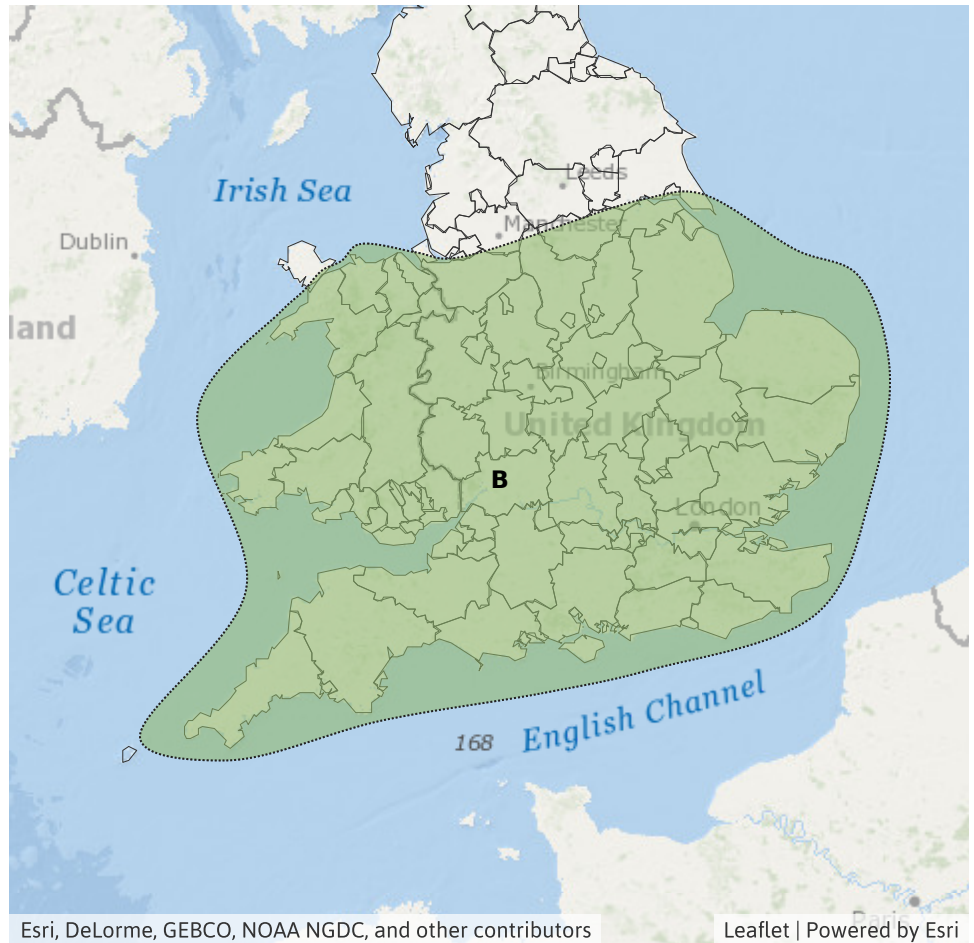 Leeds
Irish Sea
Manchester
Dublin
land
Birmingham
United Kingdom
B
London
Celtic
Sea
English Channel
168
Paris
Esri, DeLorme, GEBCO, NOAA NGDC, and other contributors
Leaflet | Powered by Esri